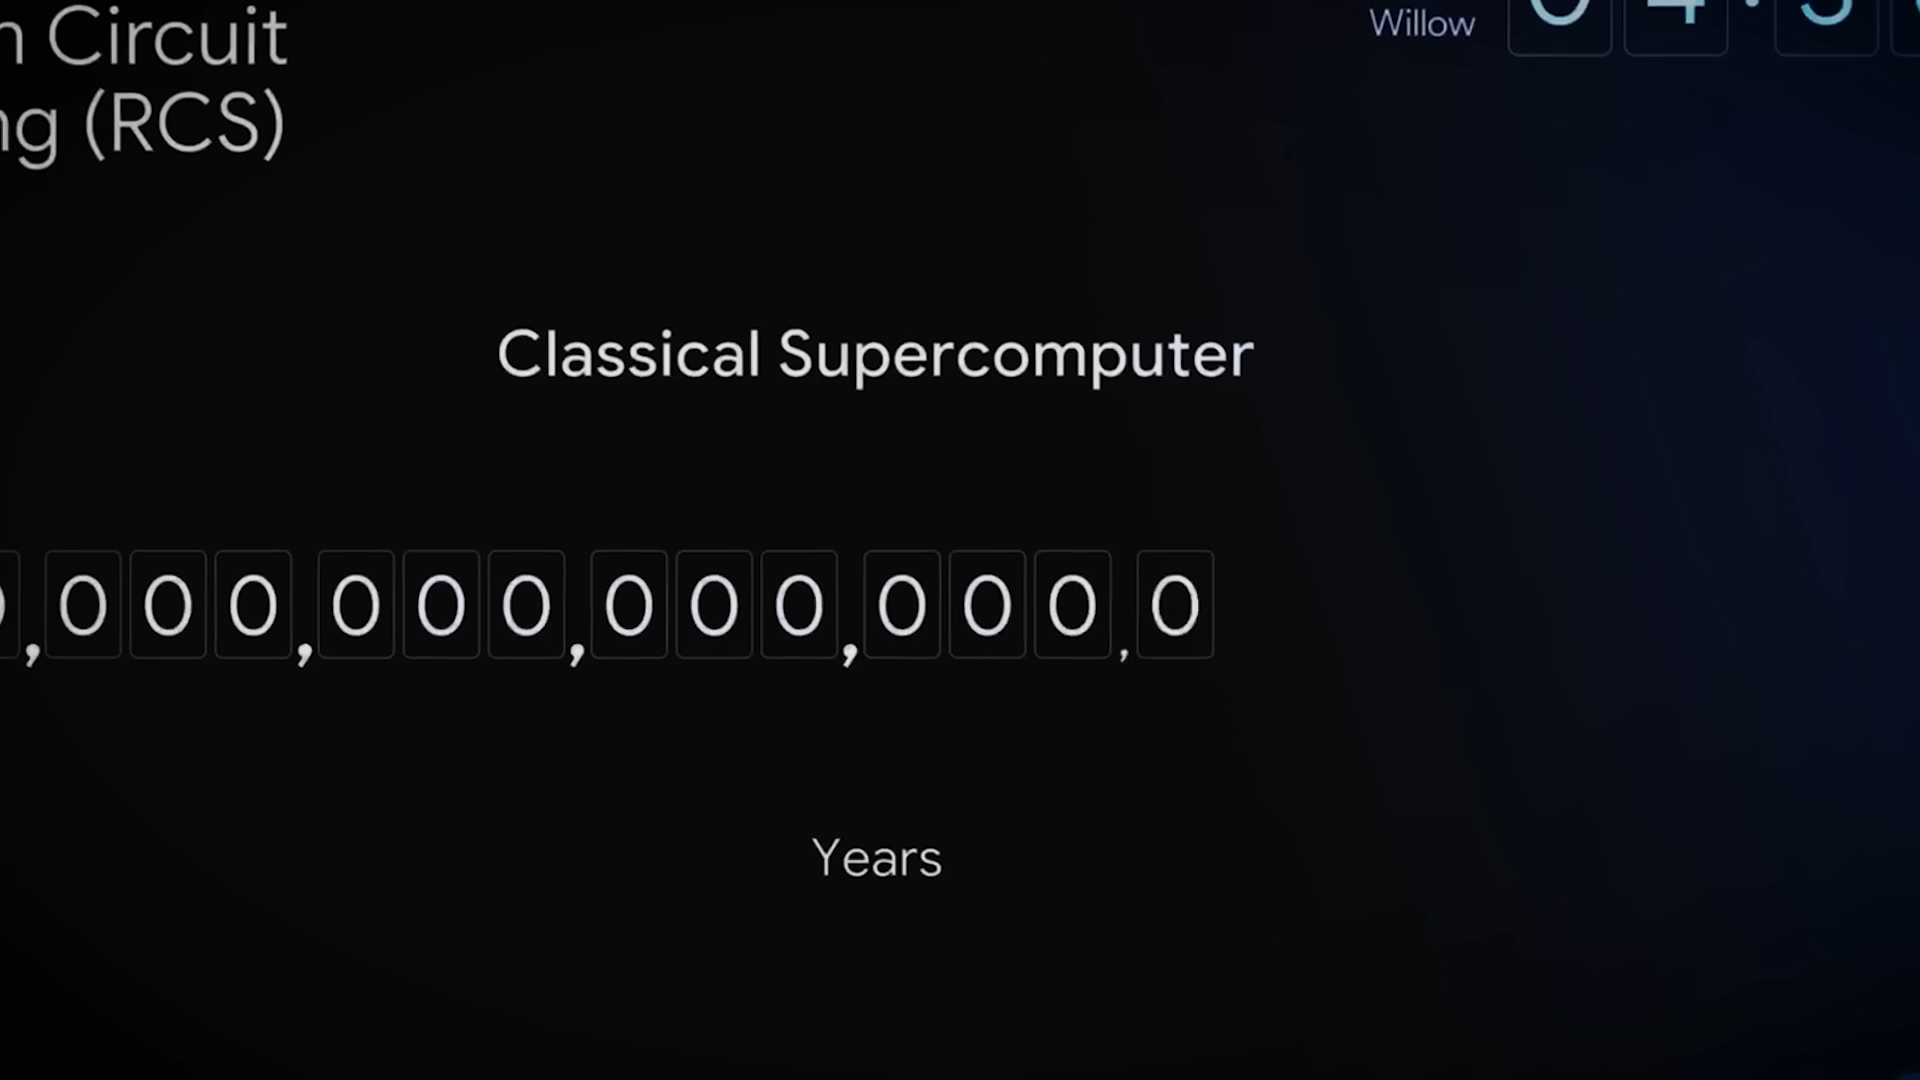 n Circuit
ng (RCS)
Willow
Classical Supercomputer
,000,000,000,000,0
Years